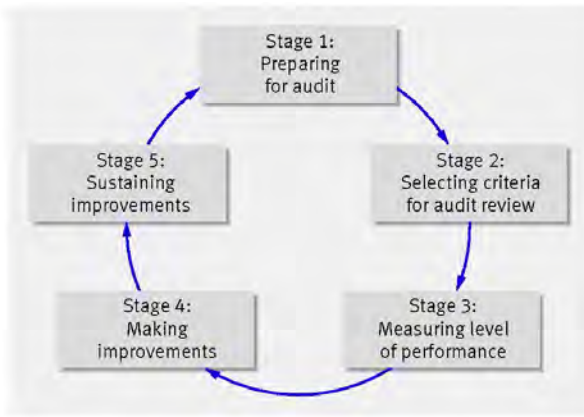 Stage 1:
Preparing
for audit
Stage 2:
Selecting criteria
for audit review
Stage 3:
Measuring level
of performance
Stage 4:
Making
improvements
Stage 5:
Sustaining
improvements